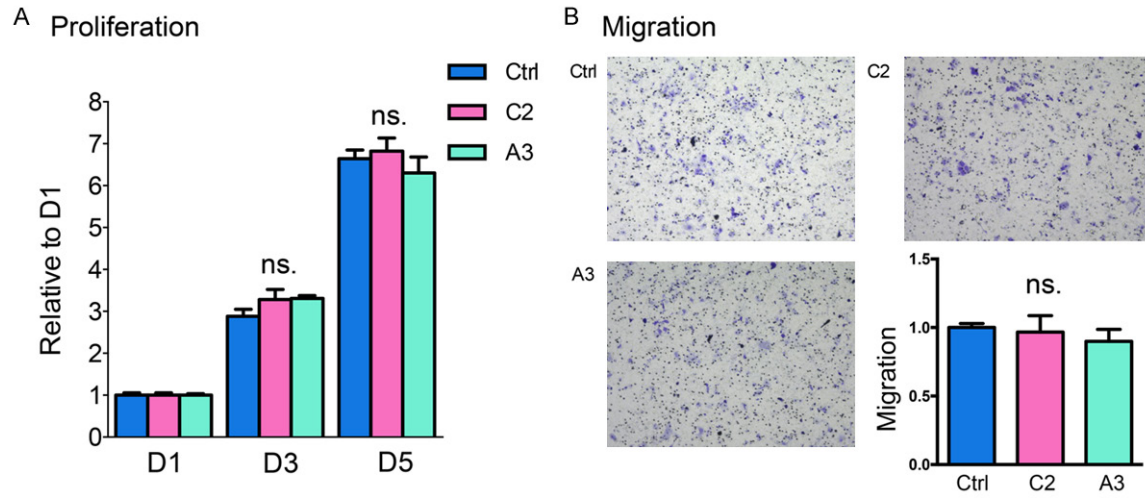 A Proliferation
Ctrl
C2
A3
8
7
6
5
4
3
2
1
0
Relative to D1
ns.
ns.
D1 D3 D5
B Migration
Ctrl
C2
A3
1.5
1.0
0.5
0.0
Migration
ns.
Ctrl C2 A3